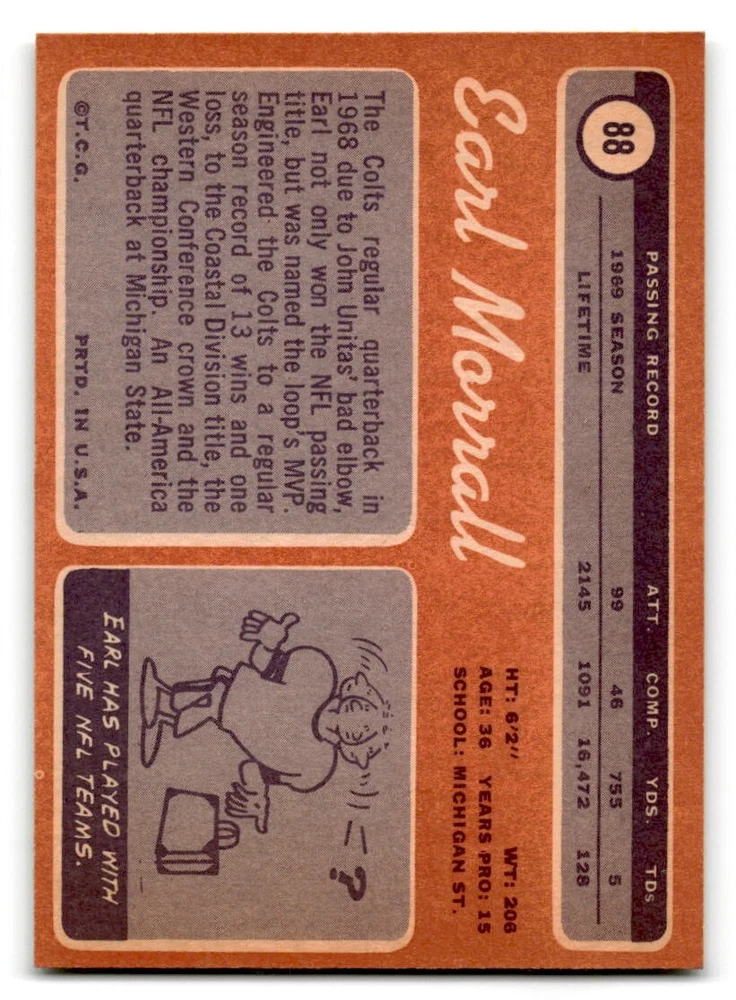 88
PASSING RECORD ATT. COMP. YDS. TDs
1969 SEASON 99 46 755 5
LIFETIME 2145 1091 16,472 128
Earl Morrall
HT: 6'2" WT: 206
AGE: 36 YEARS PRO: 15
SCHOOL: MICHIGAN ST.
The Colts regular quarterback in
1968 due to John Unitas' bad elbow,
Earl not only won the NFL passing
title, but was named the loop's MVP.
Engineered the Colts to a regular
season record of 13 wins and one
loss, to the Coastal Division title, the
Western Conference crown and the
NFL championship. An All-America
quarterback at Michigan State.
©T.C.G. PRTD. IN U.S.A.
?
EARL HAS PLAYED WITH
FIVE NFL TEAMS.